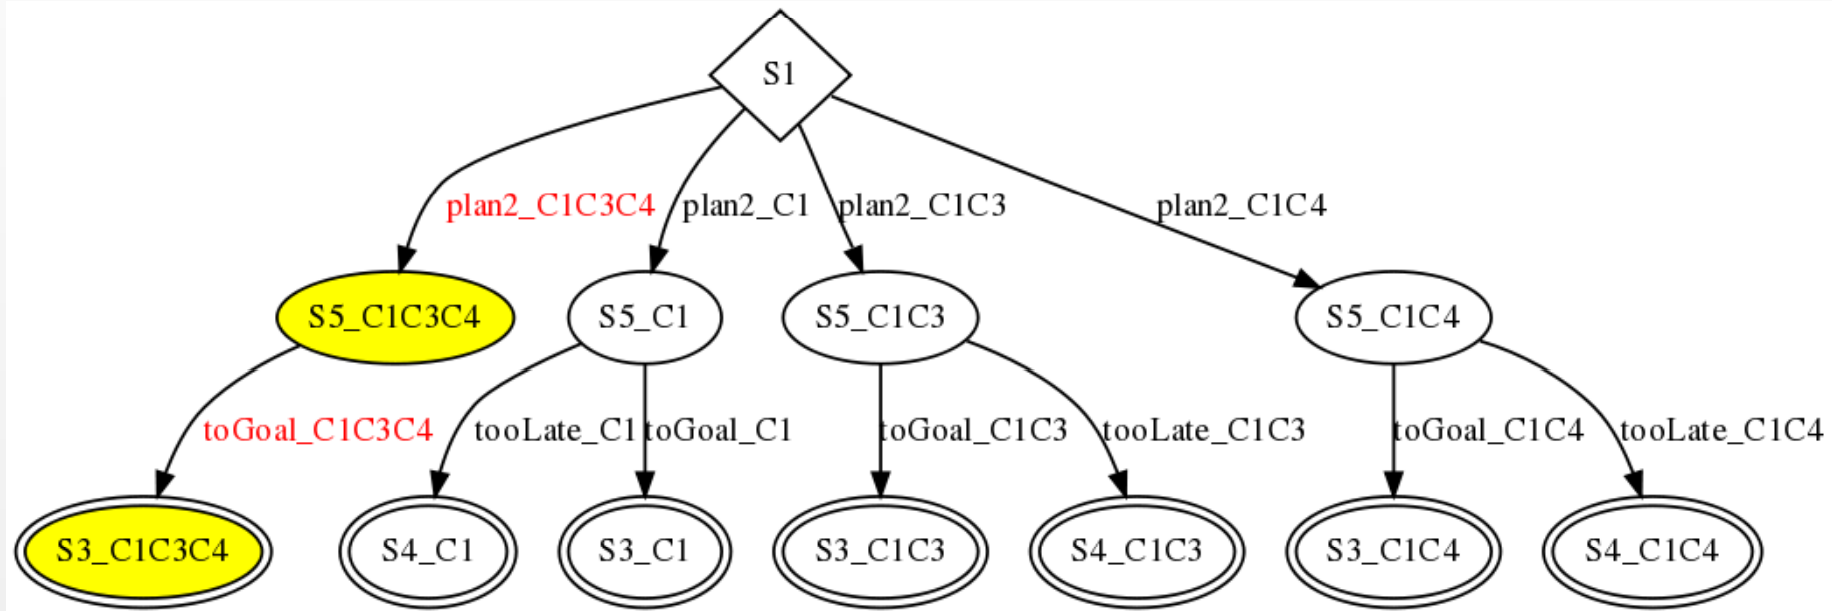 S1
plan2_C1C3C4
plan2_C1
plan2_C1C3
plan2_C1C4
S5_C1C3C4
S5_C1
S5_C1C3
S5_C1C4
toGoal_C1C3C4
tooLate_C1
toGoal_C1
toGoal_C1C3
tooLate_C1C3
toGoal_C1C4
tooLate_C1C4
S3_C1C3C4
S4_C1
S3_C1
S3_C1C3
S4_C1C3
S3_C1C4
S4_C1C4